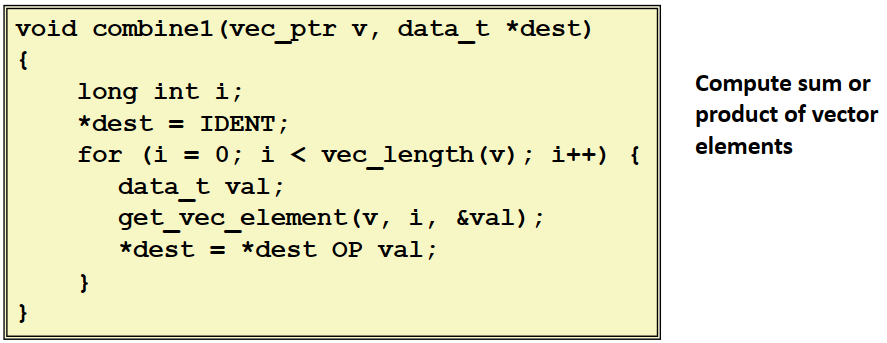 void combine1(vec_ptr v, data_t *dest)
{
    long int i;
    *dest = IDENT;
    for (i = 0; i < vec_length(v); i++) {
      data_t val;
      get_vec_element(v, i, &val);
      *dest = *dest OP val;
    }
}
Compute sum or
product of vector
elements